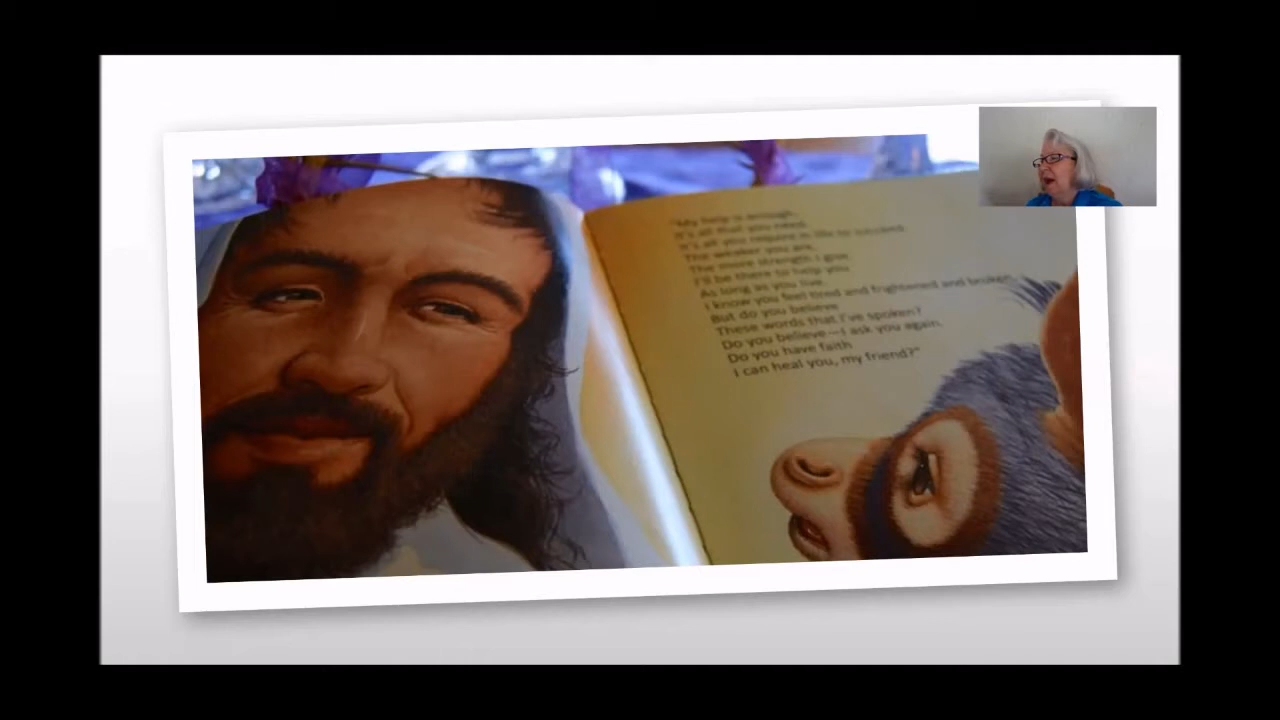 "My help is enough.
It's all that you need.
It's all you require in life to succeed.
The weaker you are,
The more strength I give.
I'll be there to help you
As long as you live.
I know you feel tired and frightened and broken,
But do you believe
These words that I've spoken?
Do you believe—I ask you again,
Do you have faith
I can heal you, my friend?"